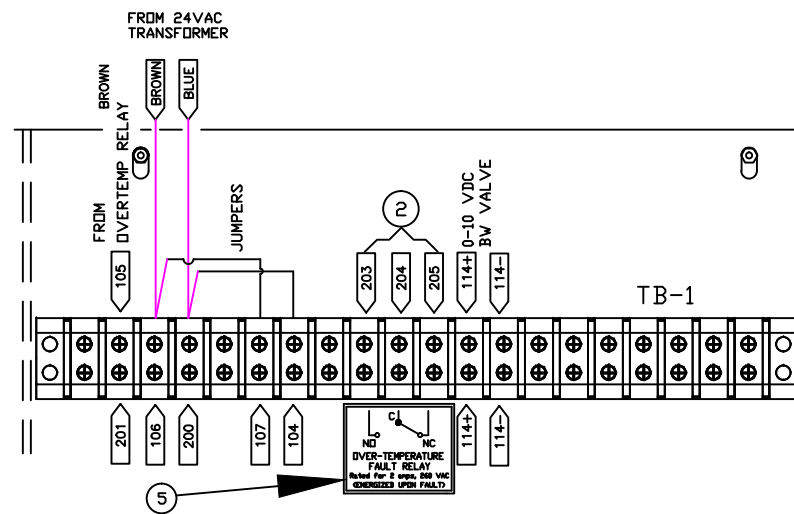 FROM 24VAC
TRANSFORMER
BROWN
BROWN
BLUE
FROM
OVERTEMP RELAY
105
JUMPERS
2
203
204
205
114+
0-10 VDC
BW VALVE
114-
TB-1
201
106
200
107
104
C
NO
NC
OVER-TEMPERATURE
FAULT RELAY
Rated for 2 amps, 260 VAC
(ENERGIZED UPON FAULT)
114+
114-
5